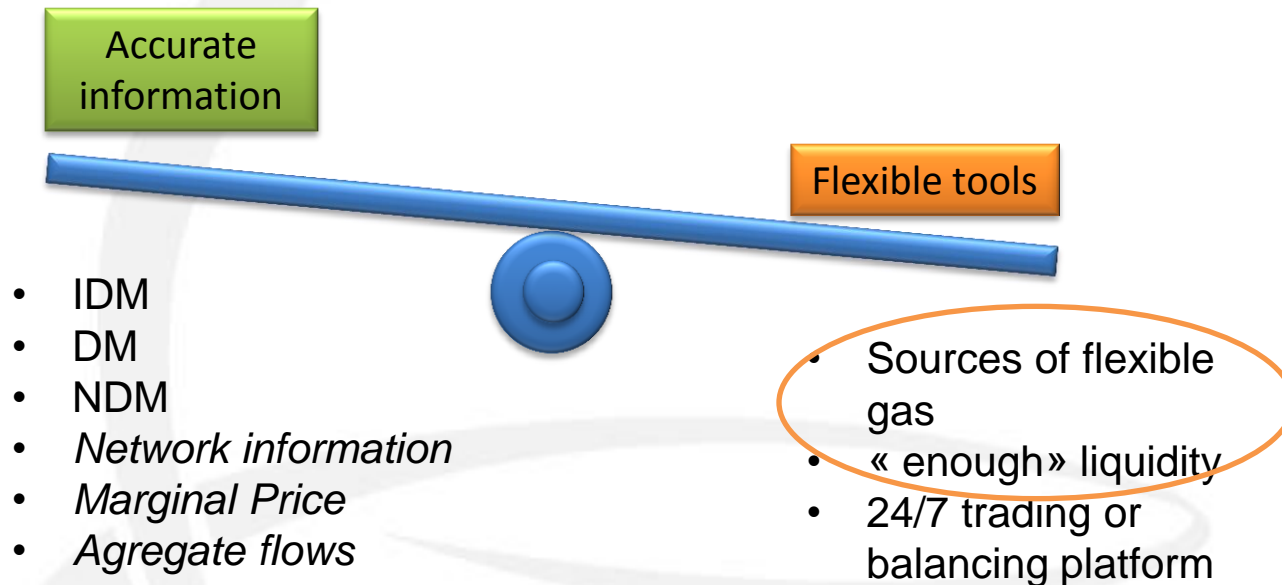 Accurate
information
Flexible tools
• IDM
• DM
• NDM
• Network information
• Marginal Price
• Agregate flows
• Sources of flexible
gas
• « enough» liquidity
• 24/7 trading or
balancing platform